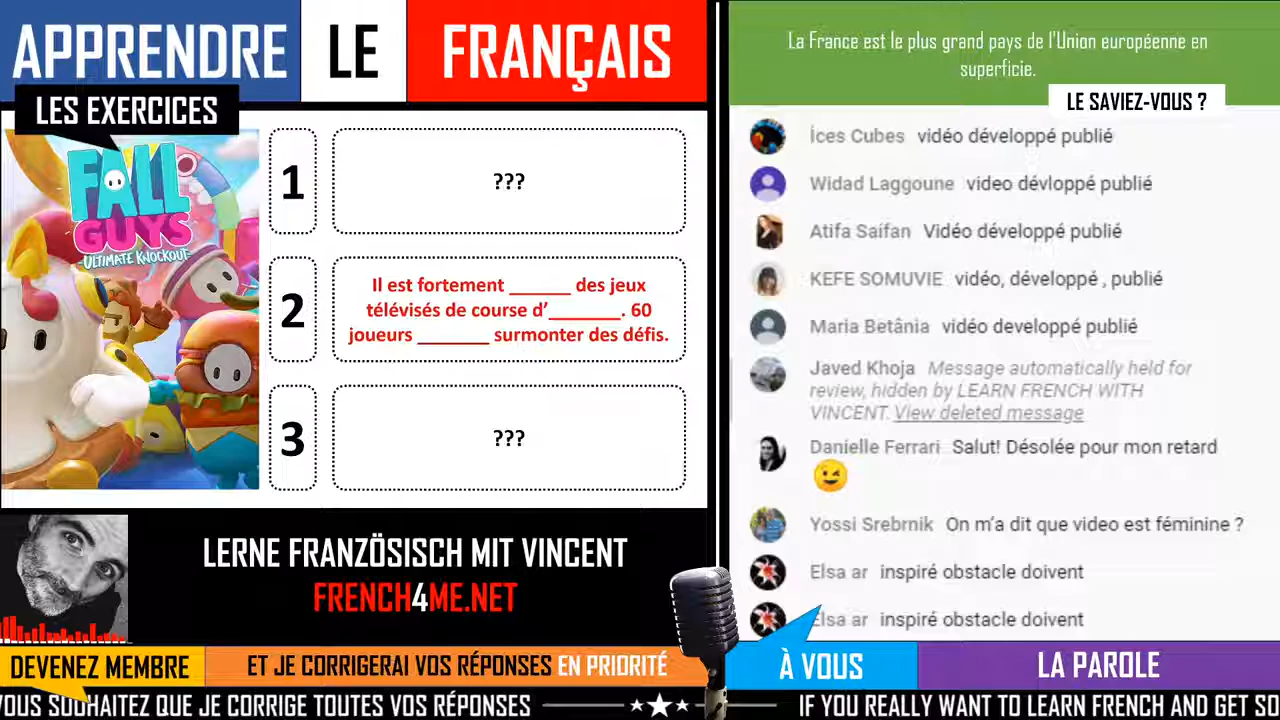 APPRENDRE LE FRANÇAIS
LES EXERCICES
FALL
GUYS
ULTIMATE KNOCKOUT
1
???
2
Il est fortement ______ des jeux
télévisés de course d’_______. 60
joueurs _______ surmonter des défis.
3
???
LERNE FRANZÖSISCH MIT VINCENT
FRENCH4ME.NET
DEVENEZ MEMBRE
ET JE CORRIGERAI VOS RÉPONSES EN PRIORITÉ
La France est le plus grand pays de l'Union européenne en
superficie.
LE SAVIEZ-VOUS ?
İces Cubes vidéo développé publié
Widad Laggoune video dévloppé publié
Atifa Saifan Vidéo développé publié
KEFE SOMUVIE vidéo, développé , publié
Maria Betânia vidéo developpé publié
Javed Khoja Message automatically held for
review, hidden by LEARN FRENCH WITH
VINCENT. View deleted message
Danielle Ferrari Salut! Désolée pour mon retard
Yossi Srebrnik On m'a dit que video est féminine ?
Elsa ar inspiré obstacle doivent
Elsa ar inspiré obstacle doivent
À VOUS
LA PAROLE
VOUS SOUHAITEZ QUE JE CORRIGE TOUTES VOS RÉPONSES
IF YOU REALLY WANT TO LEARN FRENCH AND GET SO